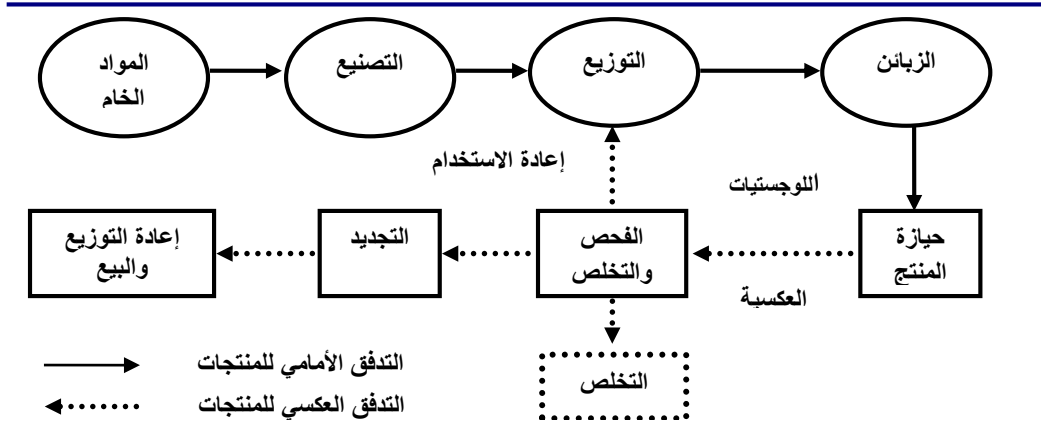 المواد
الخام
التصنيع
التوزيع
الزبائن
إعادة الاستخدام
أللوجستيات
حيازة
المنتج
الفحص
والتخلص
التجديد
إعادة التوزيع
والبيع
العكسية
التخلص
التدفق الأمامي للمنتجات
التدفق العكسي للمنتجات